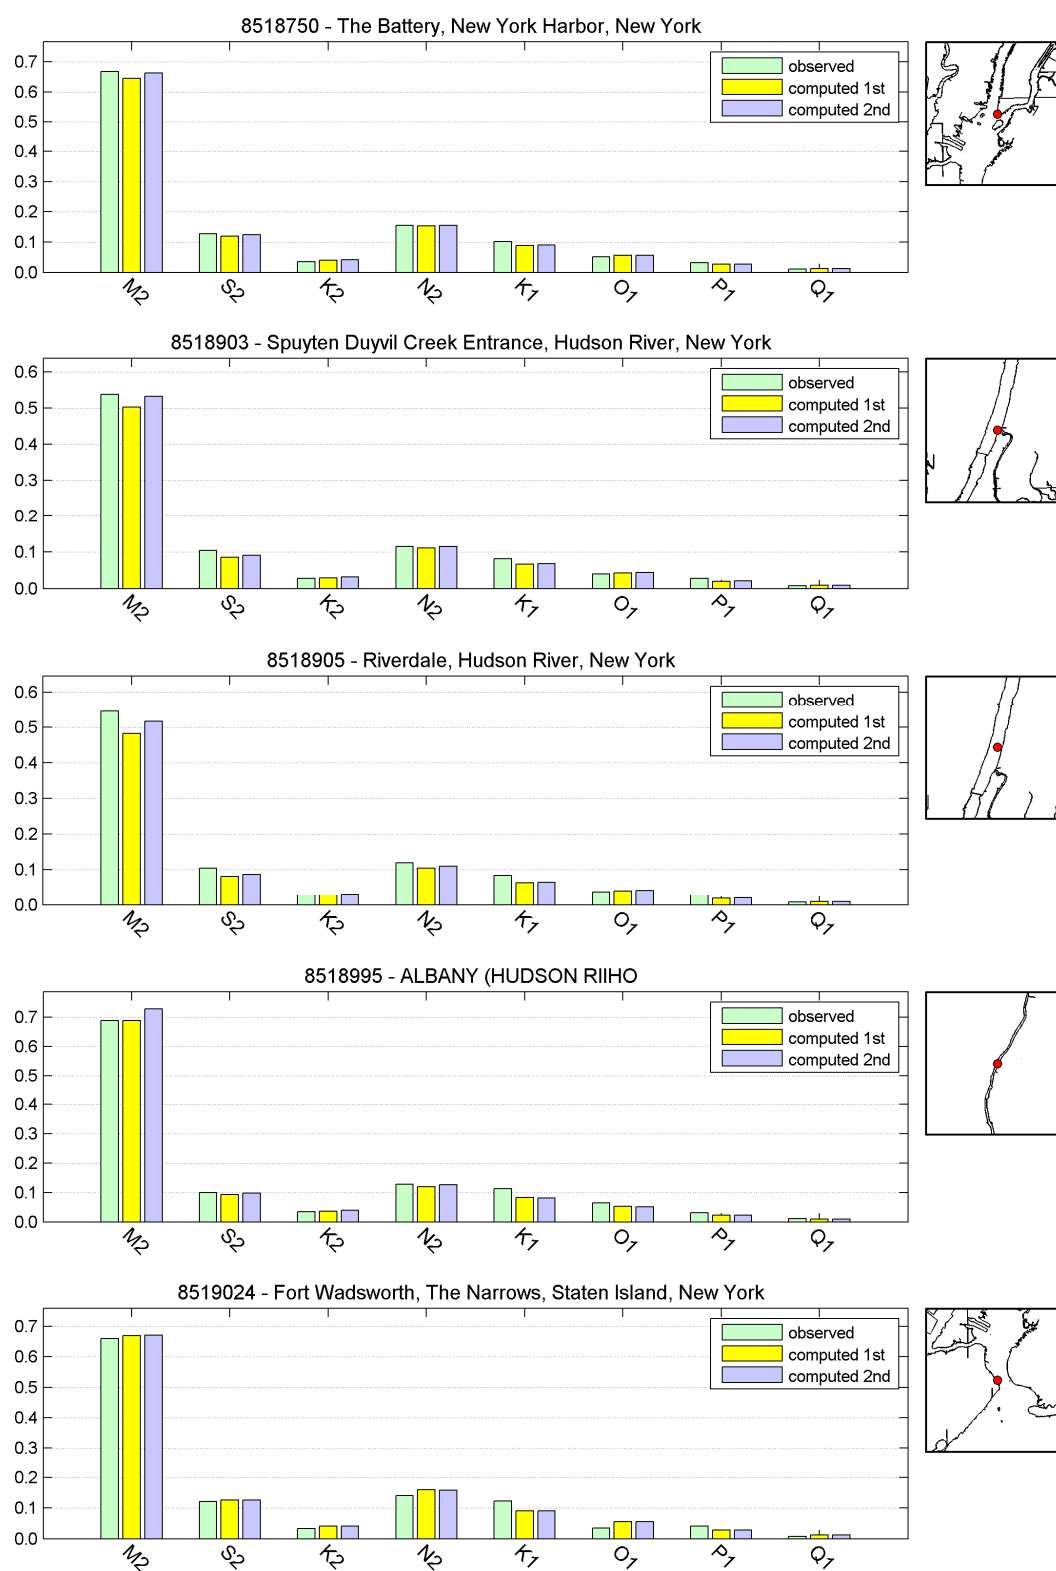 8518750 - The Battery, New York Harbor, New York
0.7
0.6
0.5
0.4
0.3
0.2
0.1
0.0
observed
computed 1st
computed 2nd
M2 S2 K2 N2 K1 O1 P1 Q1
8518903 - Spuyten Duyvil Creek Entrance, Hudson River, New York
0.6
0.5
0.4
0.3
0.2
0.1
0.0
observed
computed 1st
computed 2nd
M2 S2 K2 N2 K1 O1 P1 Q1
8518905 - Riverdale, Hudson River, New York
0.6
0.5
0.4
0.3
0.2
0.1
0.0
observed
computed 1st
computed 2nd
M2 S2 K2 N2 K1 O1 P1 Q1
8518995 - ALBANY (HUDSON RIIHO
0.7
0.6
0.5
0.4
0.3
0.2
0.1
0.0
observed
computed 1st
computed 2nd
M2 S2 K2 N2 K1 O1 P1 Q1
8519024 - Fort Wadsworth, The Narrows, Staten Island, New York
0.7
0.6
0.5
0.4
0.3
0.2
0.1
0.0
observed
computed 1st
computed 2nd
M2 S2 K2 N2 K1 O1 P1 Q1